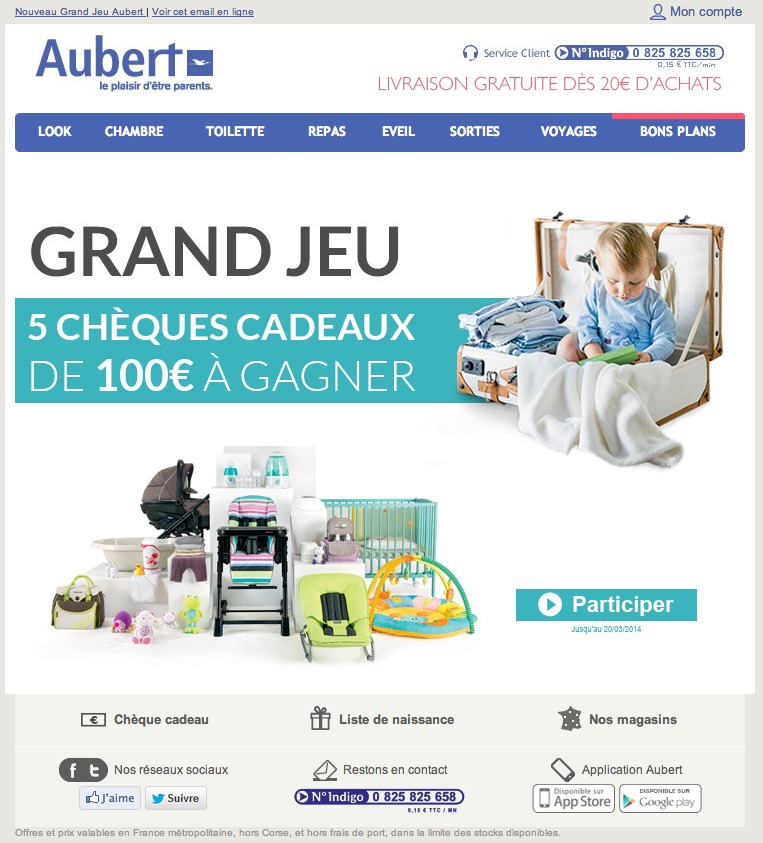 Nouveau Grand Jeu Aubert | Voir cet email en ligne
Mon compte
Aubert
le plaisir d'être parents.
Service Client N°Indigo 0 825 825 658
0,15 € TTC/min.
LIVRAISON GRATUITE DÈS 20€ D'ACHATS
LOOK CHAMBRE TOILETTE REPAS EVEIL SORTIES VOYAGES BONS PLANS
GRAND JEU
5 CHÈQUES CADEAUX
DE 100€ À GAGNER
Participer
Jusqu'au 20/03/2014
Chèque cadeau Liste de naissance Nos magasins
Nos réseaux sociaux Restons en contact Application Aubert
J'aime Suivre
N°Indigo 0 825 825 658
0,15 € TTC / MN
Disponible sur
App Store
DISPONIBLE SUR
Google play
Offres et prix valables en France métropolitaine, hors Corse, et hors frais de port, dans la limite des stocks disponibles.